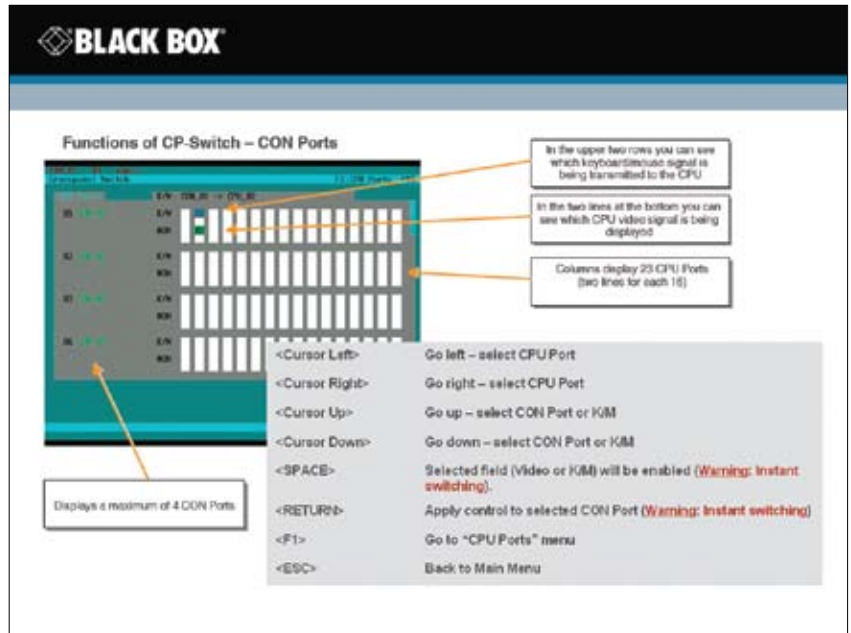 BLACK BOX
Functions of CP-Switch – CON Ports
In the upper two rows you can see
which keyboard/mouse signal is
being transmitted to the CPU
In the two lines at the bottom you can
see which CPU video signal is being
displayed
Columns display 23 CPU Ports
(two lines for each 16)
K/M
K/M
MON
K/M
MON
K/M
MON
K/M
MON
Displays a maximum of 4 CON Ports
<Cursor Left> Go left – select CPU Port
<Cursor Right> Go right – select CPU Port
<Cursor Up> Go up – select CON Port or K/M
<Cursor Down> Go down – select CON Port or K/M
<SPACE> Selected field (Video or K/M) will be enabled (Warning: Instant
switching).
<RETURN> Apply control to selected CON Port (Warning: Instant switching)
<F1> Go to "CPU Ports" menu
<ESC> Back to Main Menu